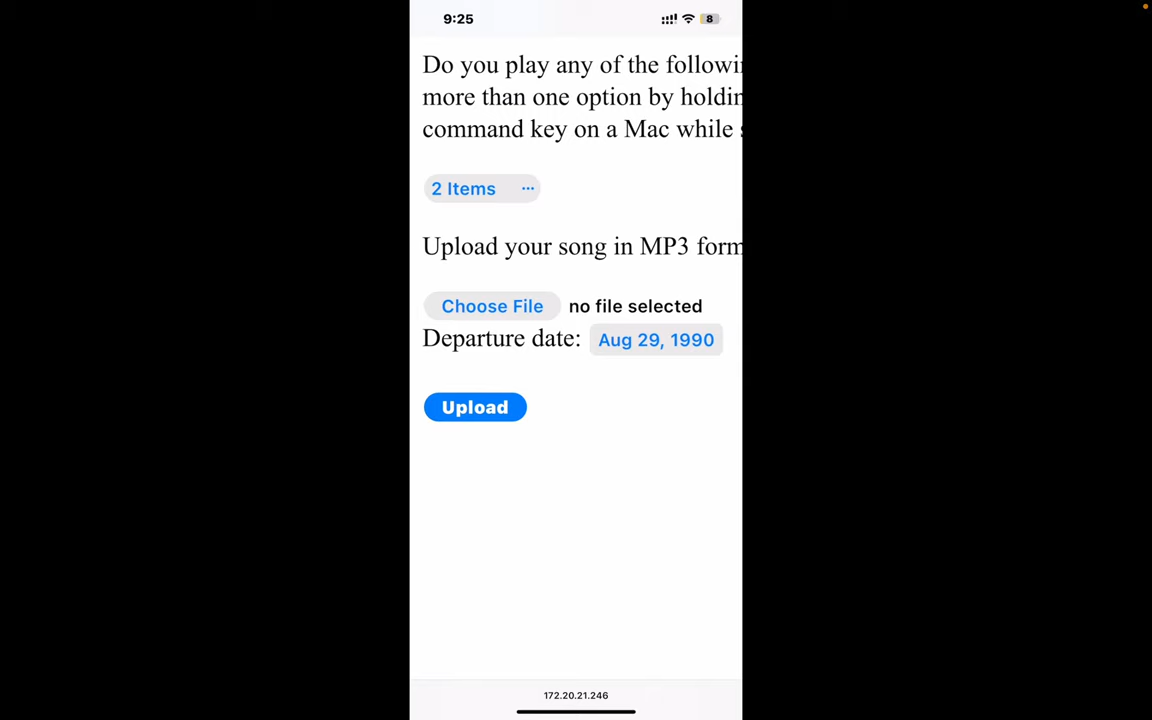 9:25
8
Do you play any of the followi
more than one option by holdin
command key on a Mac while
2 Items ...
Upload your song in MP3 form
Choose File no file selected
Departure date: Aug 29, 1990
Upload
172.20.21.246